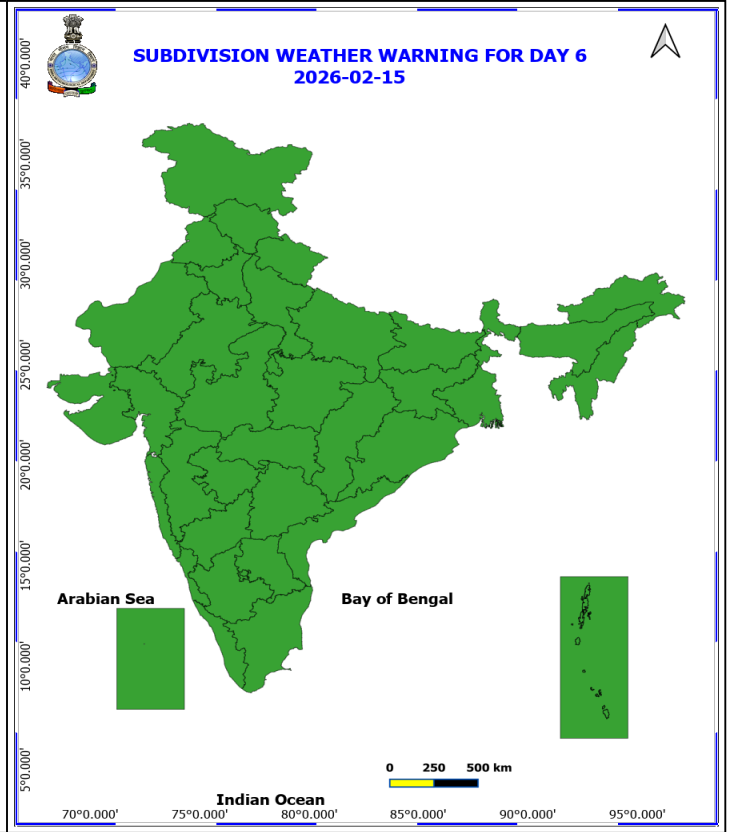 SUBDIVISION WEATHER WARNING FOR DAY 6
2026-02-15
40°0.000'
35°0.000'
30°0.000'
25°0.000'
20°0.000'
15°0.000'
10°0.000'
5°0.000'
Arabian Sea
Bay of Bengal
0 250 500 km
Indian Ocean
70°0.000' 75°0.000' 80°0.000' 85°0.000' 90°0.000' 95°0.000'